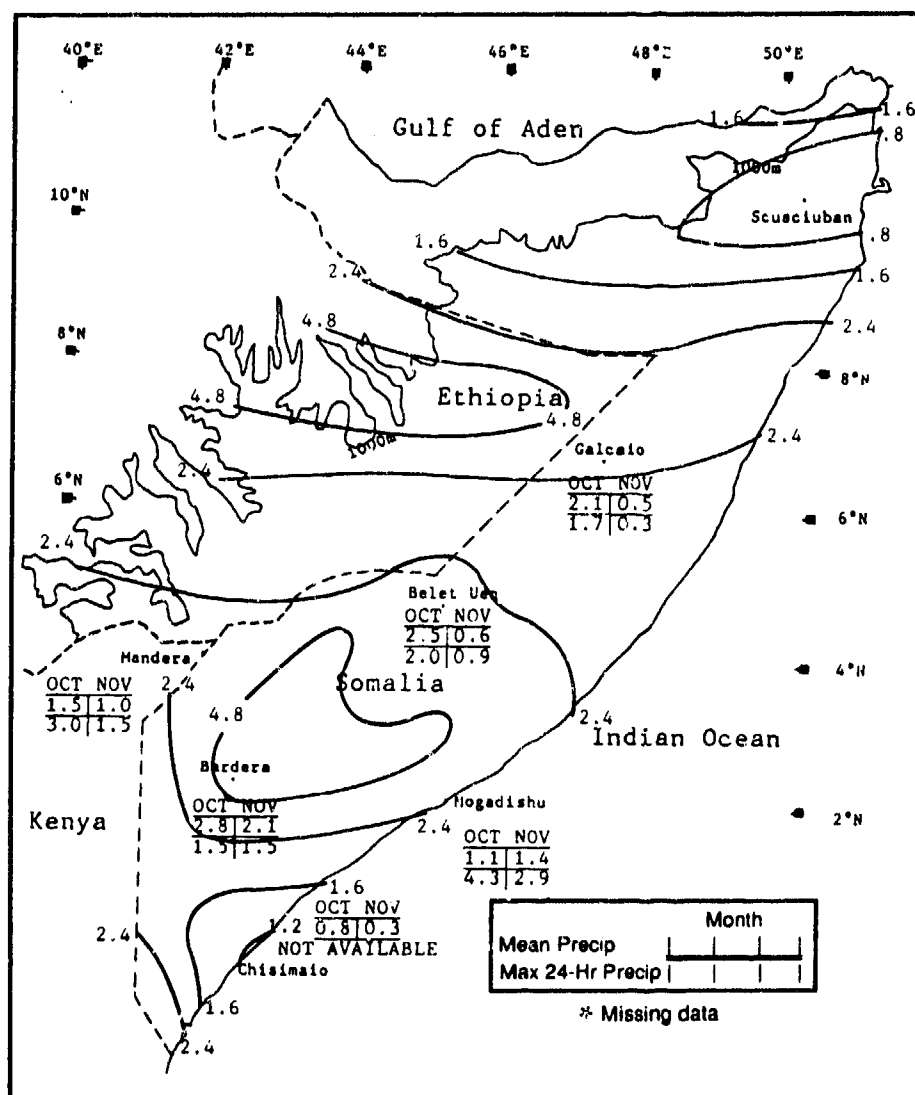 40°E 42°E 44°E 46°E 48° 50°E
Gulf of Aden
1.6 1.6
.8
1000m
10°N
Scusciuban
1.6 .8
2.4 1.6
4.8 2.4
8°N
8°N
4.8 Ethiopia
4.8
1000m 2.4
Galcaio
2.4
OCT NOV
2.1 0.5
1.7 0.3
6°N
6°N
2.4
Belet Uen
OCT NOV
2.5 0.6
2.0 0.9
Mandera
OCT NOV
1.5 1.0
3.0 1.5
2.4
4°N
Somalia
4.8
2.4
Indian Ocean
Bardera
OCT NOV
2.8 2.1
1.5 1.5
Kenya
Mogadishu
2.4
2°N
OCT NOV
1.1 1.4
4.3 2.9
1.6
OCT NOV
0.8 0.3
NOT AVAILABLE
1.2
2.4
Chisimaio
1.6
2.4
Month
Mean Precip
Max 24-Hr Precip
* Missing data